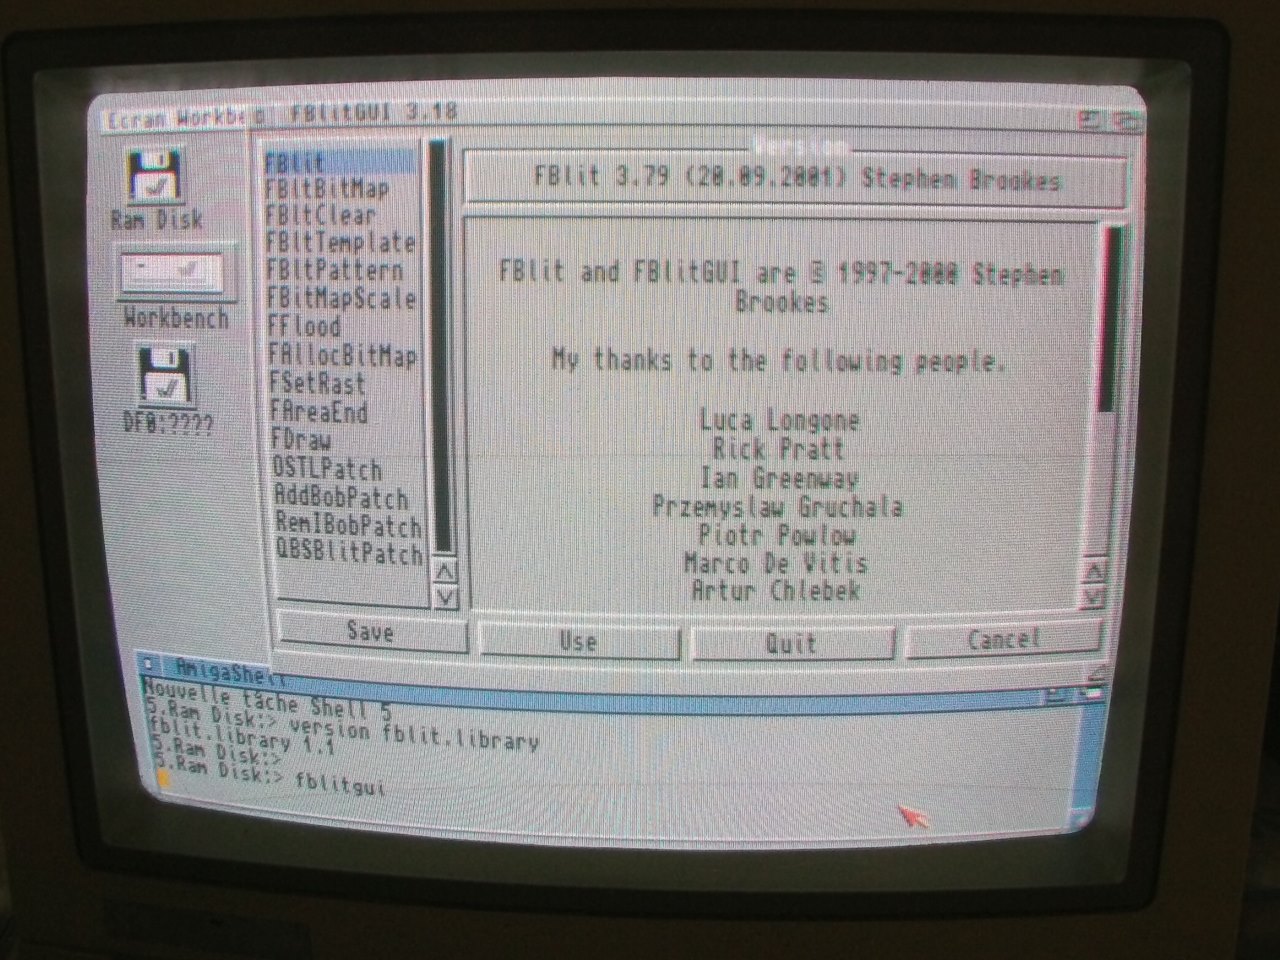 Ecran Workbe
FBlitGUI 3.18
Ram Disk
Workbench
DF0:????
FBlit
FBltBitMap
FBltClear
FBltTemplate
FBltPattern
FBitMapScale
FFlood
FAllocBitMap
FSetRast
FAreaEnd
FDraw
OSTLPatch
AddBobPatch
RemIBobPatch
QBSBlitPatch
Version
FBlit 3.79 (20.09.2001) Stephen Brookes
FBlit and FBlitGUI are © 1997-2000 Stephen
Brookes
My thanks to the following people.
Luca Longone
Rick Pratt
Ian Greenway
Przemyslaw Gruchala
Piotr Powlow
Marco De Vitis
Artur Chlebek
Save
Use
Quit
Cancel
AmigaShell
Nouvelle tâche Shell 5
5.Ram Disk:> version fblit.library
fblit.library 1.1
5.Ram Disk:>
5.Ram Disk:> fblitgui